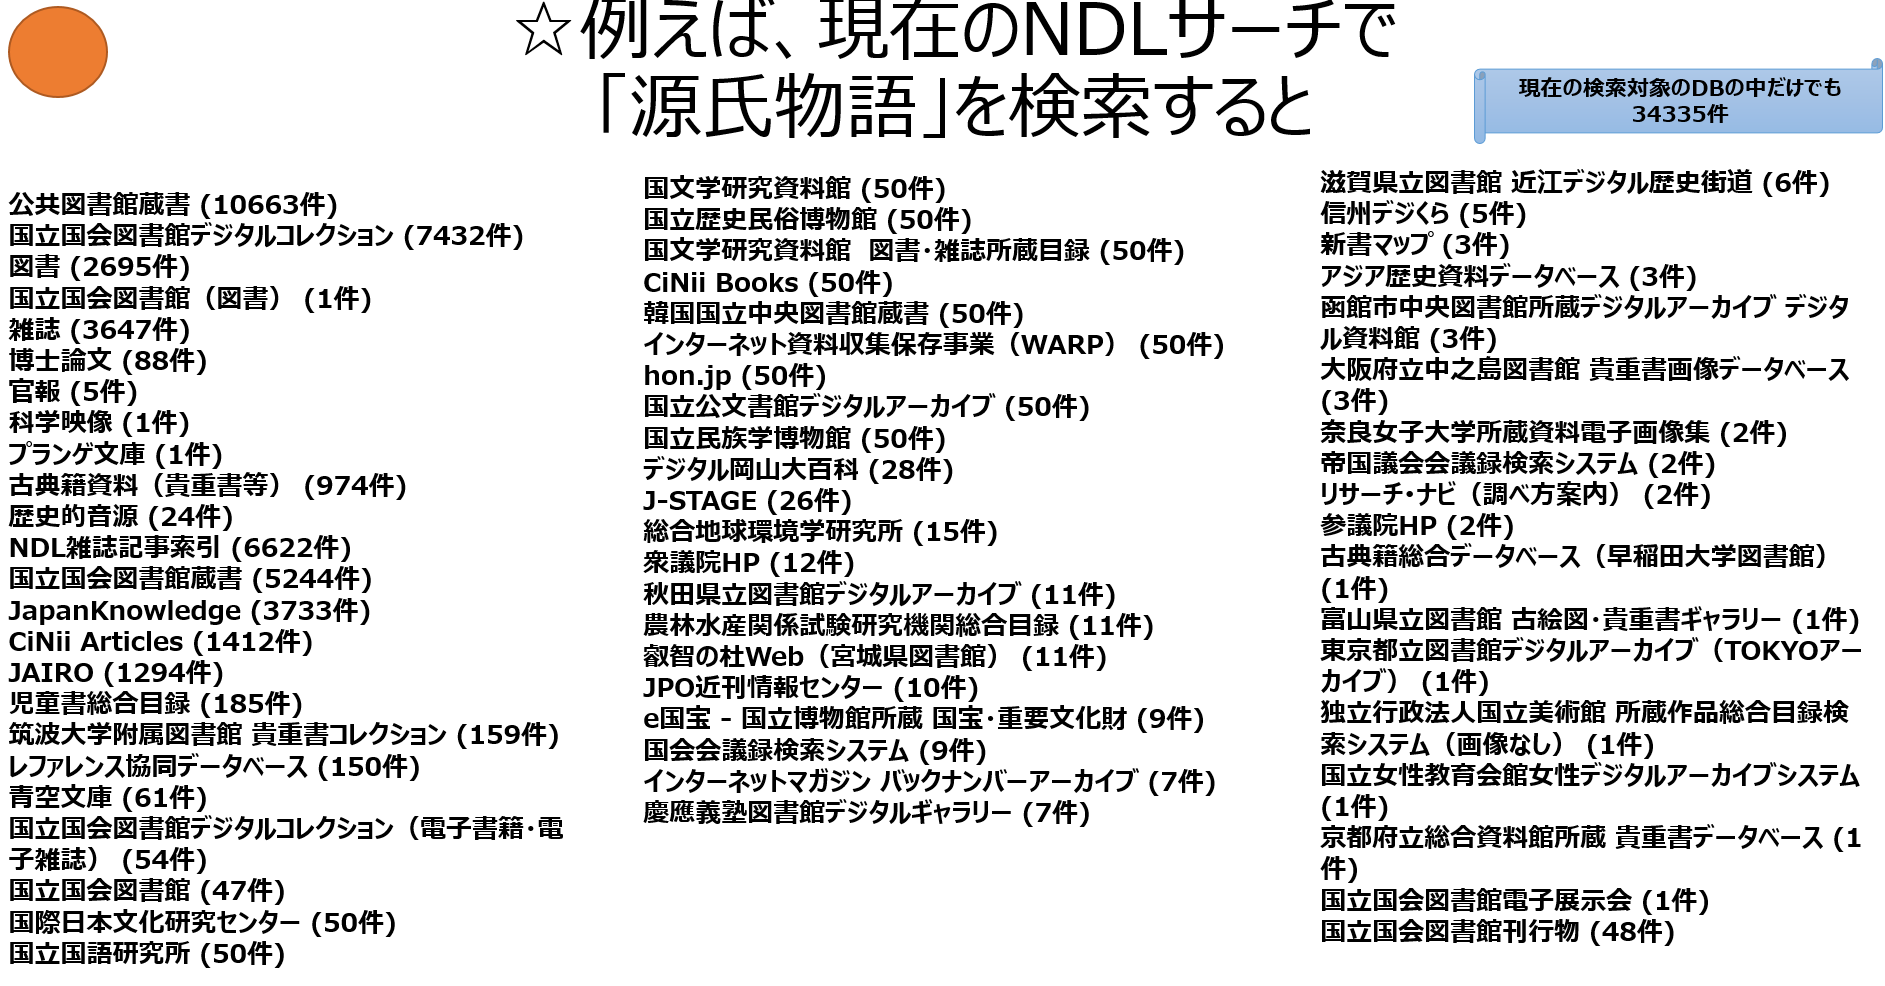 ☆例えば、現在のNDLサーチで
「源氏物語」を検索すると
現在の検索対象のDBの中だけでも
34335件
公共図書館蔵書 (10663件)
国立国会図書館デジタルコレクション (7432件)
図書 (2695件)
国立国会図書館（図書） (1件)
雑誌 (3647件)
博士論文 (88件)
官報 (5件)
科学映像 (1件)
プランゲ文庫 (1件)
古典籍資料（貴重書等） (974件)
歴史的音源 (24件)
NDL雑誌記事索引 (6622件)
国立国会図書館蔵書 (5244件)
JapanKnowledge (3733件)
CiNii Articles (1412件)
JAIRO (1294件)
児童書総合目録 (185件)
筑波大学附属図書館 貴重書コレクション (159件)
レファレンス協同データベース (150件)
青空文庫 (61件)
国立国会図書館デジタルコレクション（電子書籍･電
子雑誌） (54件)
国立国会図書館 (47件)
国際日本文化研究センター (50件)
国立国語研究所 (50件)
国文学研究資料館 (50件)
国立歴史民俗博物館 (50件)
国文学研究資料館　図書･雑誌所蔵目録 (50件)
CiNii Books (50件)
韓国国立中央図書館蔵書 (50件)
インターネット資料収集保存事業（WARP） (50件)
hon.jp (50件)
国立公文書館デジタルアーカイブ (50件)
国立民族学博物館 (50件)
デジタル岡山大百科 (28件)
J-STAGE (26件)
総合地球環境学研究所 (15件)
衆議院HP (12件)
秋田県立図書館デジタルアーカイブ (11件)
農林水産関係試験研究機関総合目録 (11件)
叡智の杜Web（宮城県図書館） (11件)
JPO近刊情報センター (10件)
e国宝 - 国立博物館所蔵 国宝･重要文化財 (9件)
国会会議録検索システム (9件)
インターネットマガジン バックナンバーアーカイブ (7件)
慶應義塾図書館デジタルギャラリー (7件)
滋賀県立図書館 近江デジタル歴史街道 (6件)
信州デジくら (5件)
新書マップ (3件)
アジア歴史資料データベース (3件)
函館市中央図書館所蔵デジタルアーカイブ デジタ
ル資料館 (3件)
大阪府立中之島図書館 貴重書画像データベース
(3件)
奈良女子大学所蔵資料電子画像集 (2件)
帝国議会会議録検索システム (2件)
リサーチ･ナビ（調べ方案内） (2件)
参議院HP (2件)
古典籍総合データベース（早稲田大学図書館）
(1件)
富山県立図書館 古絵図･貴重書ギャラリー (1件)
東京都立図書館デジタルアーカイブ（TOKYOアー
カイブ） (1件)
独立行政法人国立美術館 所蔵作品総合目録検
索システム（画像なし） (1件)
国立女性教育会館女性デジタルアーカイブシステム
(1件)
京都府立総合資料館所蔵 貴重書データベース (1
件)
国立国会図書館電子展示会 (1件)
国立国会図書館刊行物 (48件)